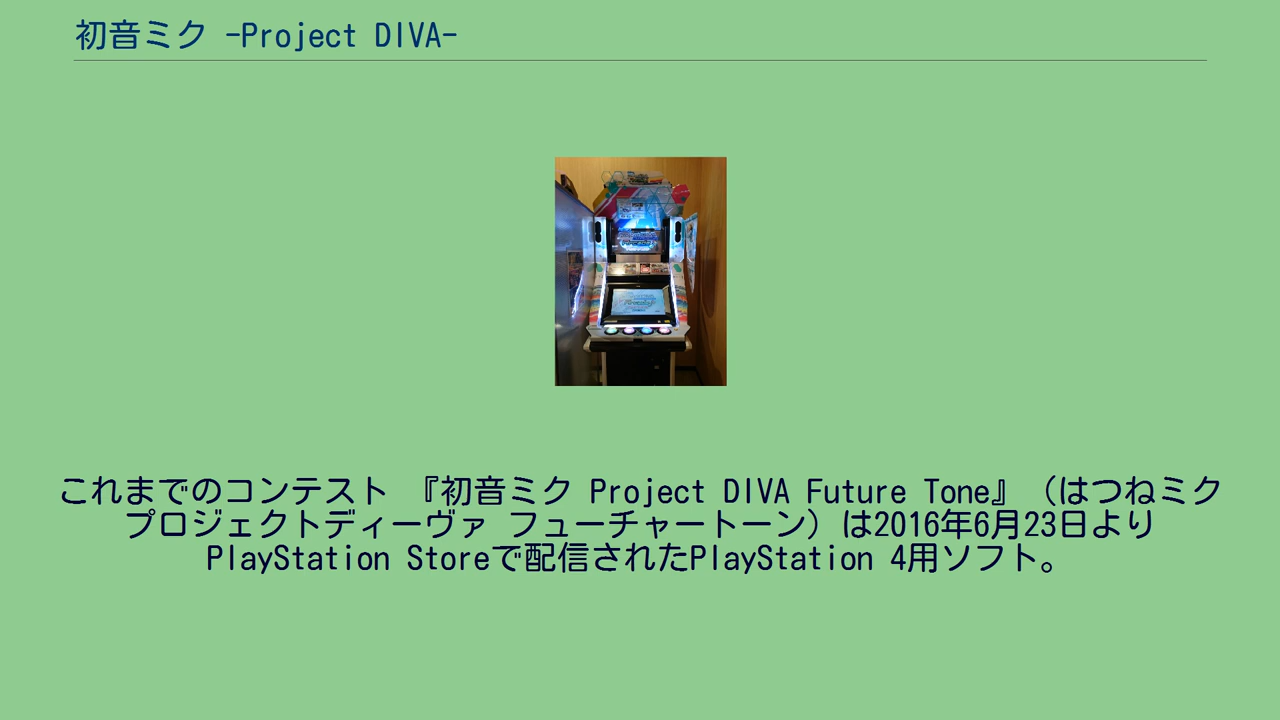 初音ミク -Project DIVA-
これまでのコンテスト 『初音ミク Project DIVA Future Tone』（はつねミク
プロジェクトディーヴァ フューチャートーン）は2016年6月23日より
PlayStation Storeで配信されたPlayStation 4用ソフト。